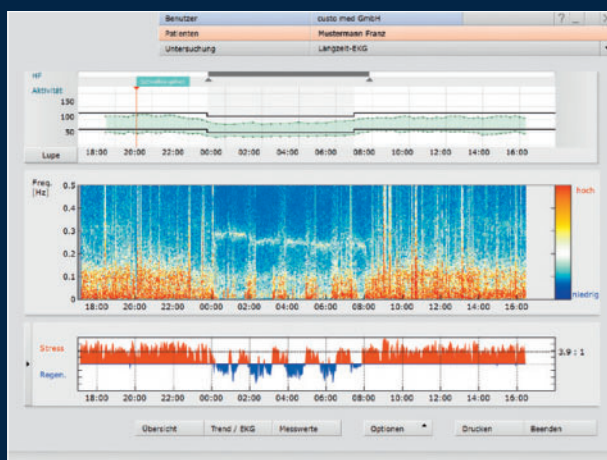 Benutzer custo med GmbH ? _
Patienten Mustermann Franz
Untersuchung Langzeit-EKG
HF
Aktivität
150
100
50
18:00 20:00 22:00 00:00 02:00 04:00 06:00 08:00 10:00 12:00 14:00 16:00
Lupe
Freq.
[Hz]
0.5
0.4
0.3
0.2
0.1
0
hoch
niedrig
18:00 20:00 22:00 00:00 02:00 04:00 06:00 08:00 10:00 12:00 14:00 16:00
Stress
Regen.
3.9 : 1
18:00 20:00 22:00 00:00 02:00 04:00 06:00 08:00 10:00 12:00 14:00 16:00
Übersicht Trend / EKG Messwerte Optionen Drucken Beenden